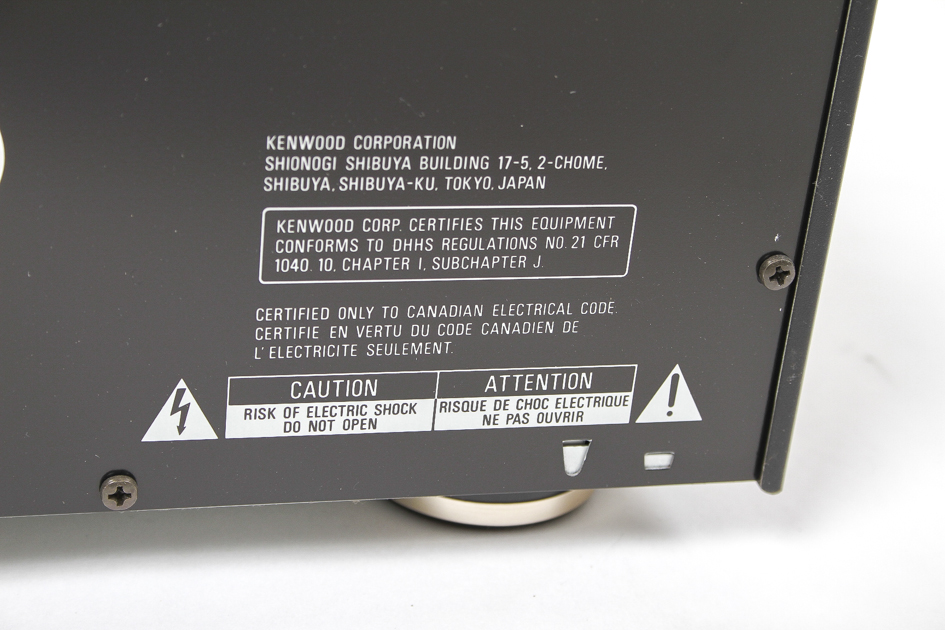 KENWOOD CORPORATION
SHIONOGI SHIBUYA BUILDING 17-5, 2-CHOME,
SHIBUYA, SHIBUYA-KU, TOKYO, JAPAN
KENWOOD CORP. CERTIFIES THIS EQUIPMENT
CONFORMS TO DHHS REGULATIONS NO. 21 CFR
1040. 10, CHAPTER I, SUBCHAPTER J.
CERTIFIED ONLY TO CANADIAN ELECTRICAL CODE.
CERTIFIE EN VERTU DU CODE CANADIEN DE
L'ELECTRICITE SEULEMENT.
CAUTION
RISK OF ELECTRIC SHOCK
DO NOT OPEN
ATTENTION
RISQUE DE CHOC ELECTRIQUE
NE PAS OUVRIR